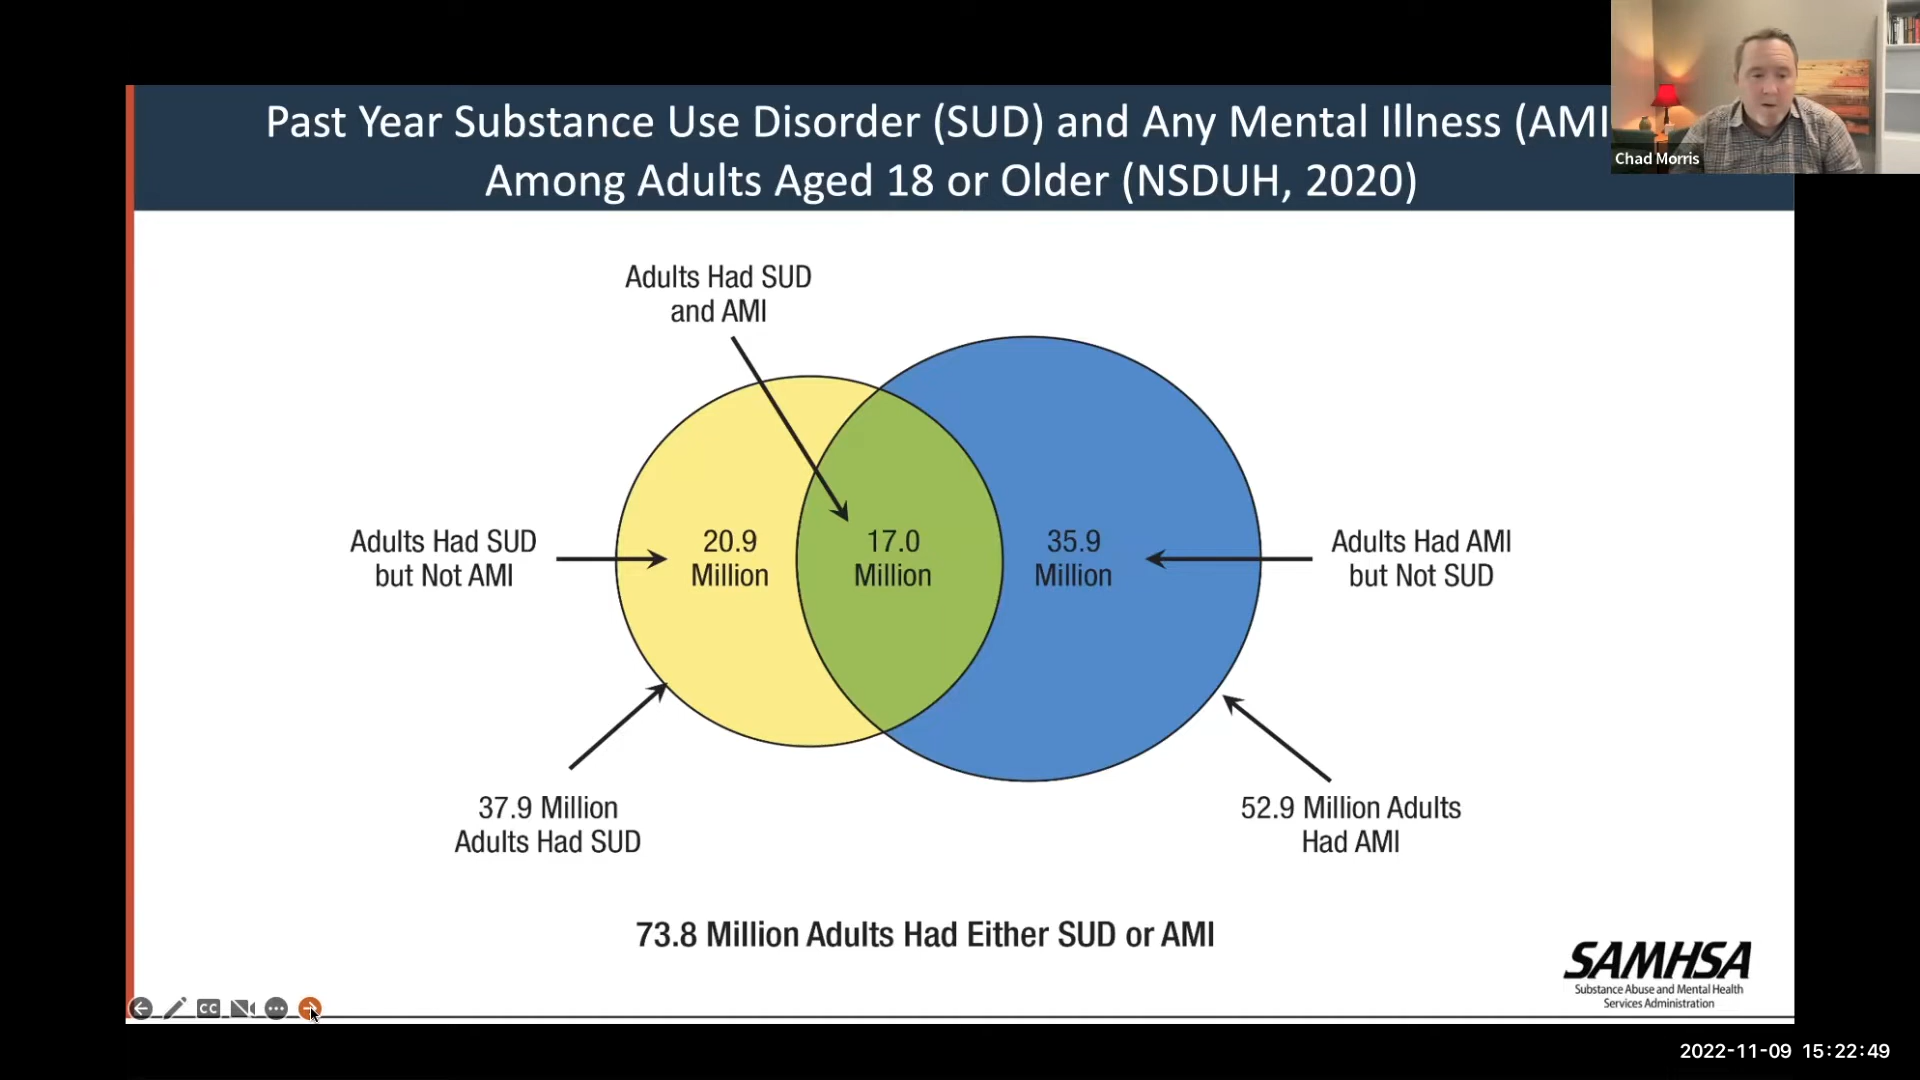 Past Year Substance Use Disorder (SUD) and Any Mental Illness (AMI
Among Adults Aged 18 or Older (NSDUH, 2020)
Chad Morris
Adults Had SUD
and AMI
Adults Had SUD
but Not AMI
20.9
Million
17.0
Million
35.9
Million
Adults Had AMI
but Not SUD
37.9 Million
Adults Had SUD
52.9 Million Adults
Had AMI
73.8 Million Adults Had Either SUD or AMI
SAMHSA
Substance Abuse and Mental Health
Services Administration
CC
2022-11-09 15:22:49